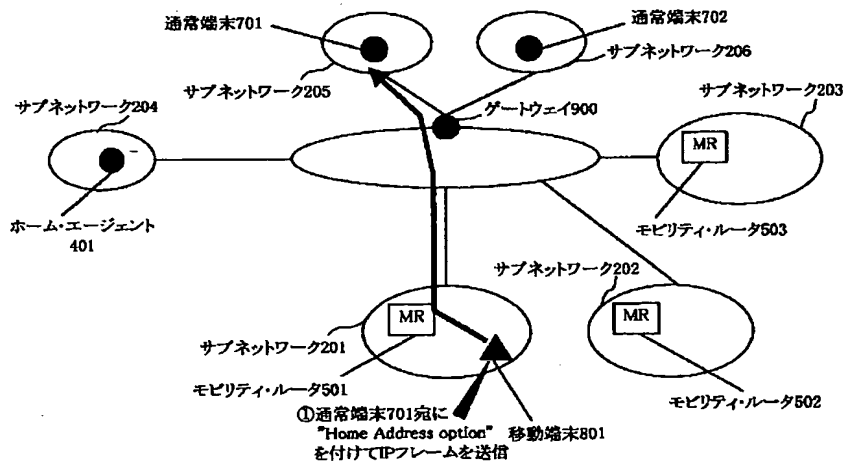 通常端末701
通常端末702
サブネットワーク205
サブネットワーク206
サブネットワーク204
ゲートウェイ900
サブネットワーク203
MR
ホーム・エージェント
401
モビリティ・ルータ503
サブネットワーク202
MR
MR
サブネットワーク201
モビリティ・ルータ501
モビリティ・ルータ502
①通常端末701宛に
"Home Address option"
を付けてIPフレームを送信
移動端末801